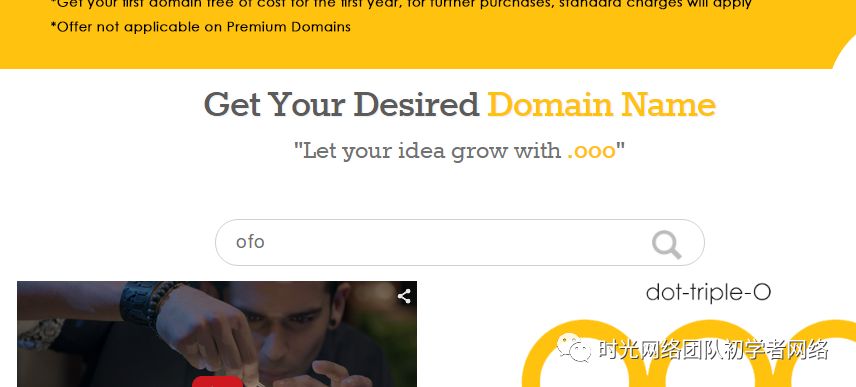 *Get your first domain free of cost for the first year, for further purchases, standard charges will apply
*Offer not applicable on Premium Domains
Get Your Desired Domain Name
"Let your idea grow with .ooo"
ofo
dot-triple-O
ooo
时光网络团队初学者网络